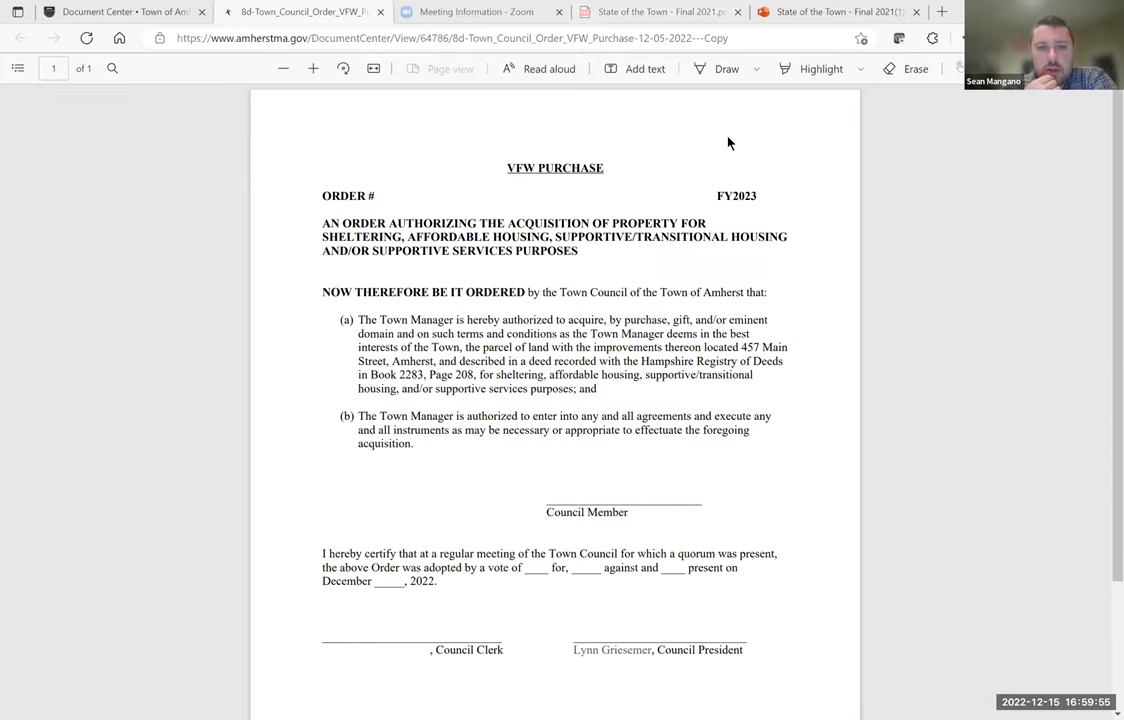 Document Center • Town of Am
8d-Town_Council_Order_VFW_P
Meeting Information - Zoom
State of the Town - Final 2021.p
State of the Town - Final 2021(1)
https://www.amherstma.gov/DocumentCenter/View/64786/8d-Town_Council_Order_VFW_Purchase-12-05-2022---Copy
1 of 1
Page view
Read aloud
Add text
Draw
Highlight
Erase
Sean Mangano
VFW PURCHASE
ORDER # FY2023
AN ORDER AUTHORIZING THE ACQUISITION OF PROPERTY FOR
SHELTERING, AFFORDABLE HOUSING, SUPPORTIVE/TRANSITIONAL HOUSING
AND/OR SUPPORTIVE SERVICES PURPOSES
NOW THEREFORE BE IT ORDERED by the Town Council of the Town of Amherst that:
(a) The Town Manager is hereby authorized to acquire, by purchase, gift, and/or eminent
domain and on such terms and conditions as the Town Manager deems in the best
interests of the Town, the parcel of land with the improvements thereon located 457 Main
Street, Amherst, and described in a deed recorded with the Hampshire Registry of Deeds
in Book 2283, Page 208, for sheltering, affordable housing, supportive/transitional
housing, and/or supportive services purposes; and
(b) The Town Manager is authorized to enter into any and all agreements and execute any
and all instruments as may be necessary or appropriate to effectuate the foregoing
acquisition.
Council Member
I hereby certify that at a regular meeting of the Town Council for which a quorum was present,
the above Order was adopted by a vote of ____ for, _____ against and ____ present on
December _____, 2022.
, Council Clerk
Lynn Griesemer, Council President
2022-12-15 16:59:55